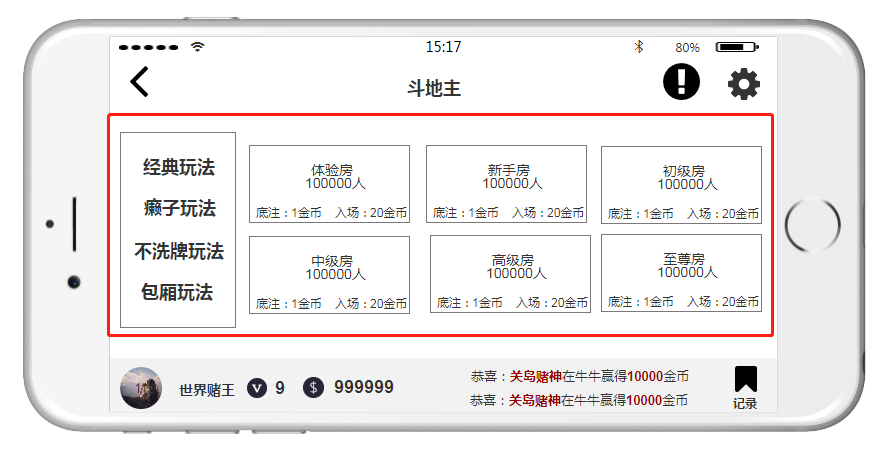 15:17
80%
斗地主
经典玩法
癞子玩法
不洗牌玩法
包厢玩法
体验房
100000人
底注：1金币 入场：20金币
新手房
100000人
底注：1金币 入场：20金币
初级房
100000人
底注：1金币 入场：20金币
中级房
100000人
底注：1金币 入场：20金币
高级房
100000人
底注：1金币 入场：20金币
至尊房
100000人
底注：1金币 入场：20金币
世界赌王 V 9 $ 999999
恭喜：关岛赌神在牛牛赢得10000金币
恭喜：关岛赌神在牛牛赢得10000金币
记录